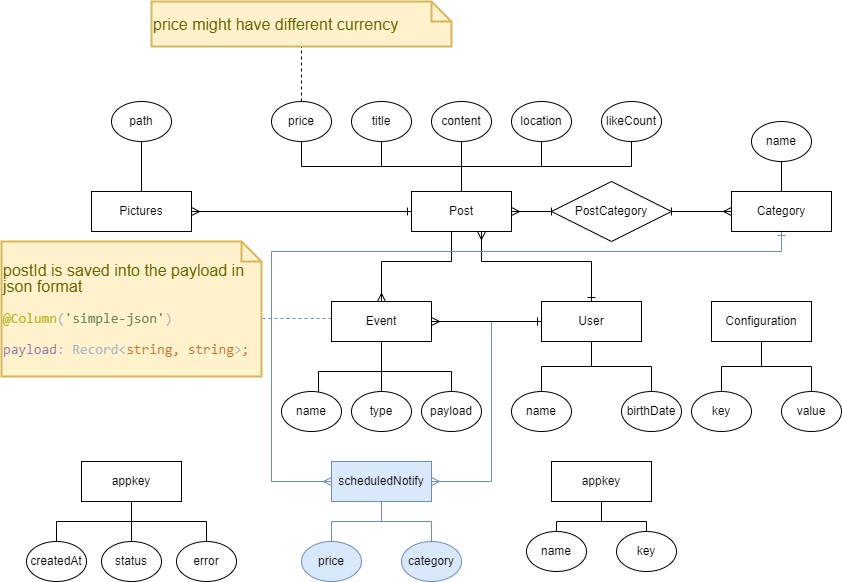 price might have different currency
path
price
title
content
location
likeCount
name
Pictures
Post
PostCategory
Category
postId is saved into the payload in
json format
@Column('simple-json')
payload: Record<string, string>;
Event
User
Configuration
name
type
payload
name
birthDate
key
value
appkey
scheduledNotify
appkey
createdAt
status
error
price
category
name
key